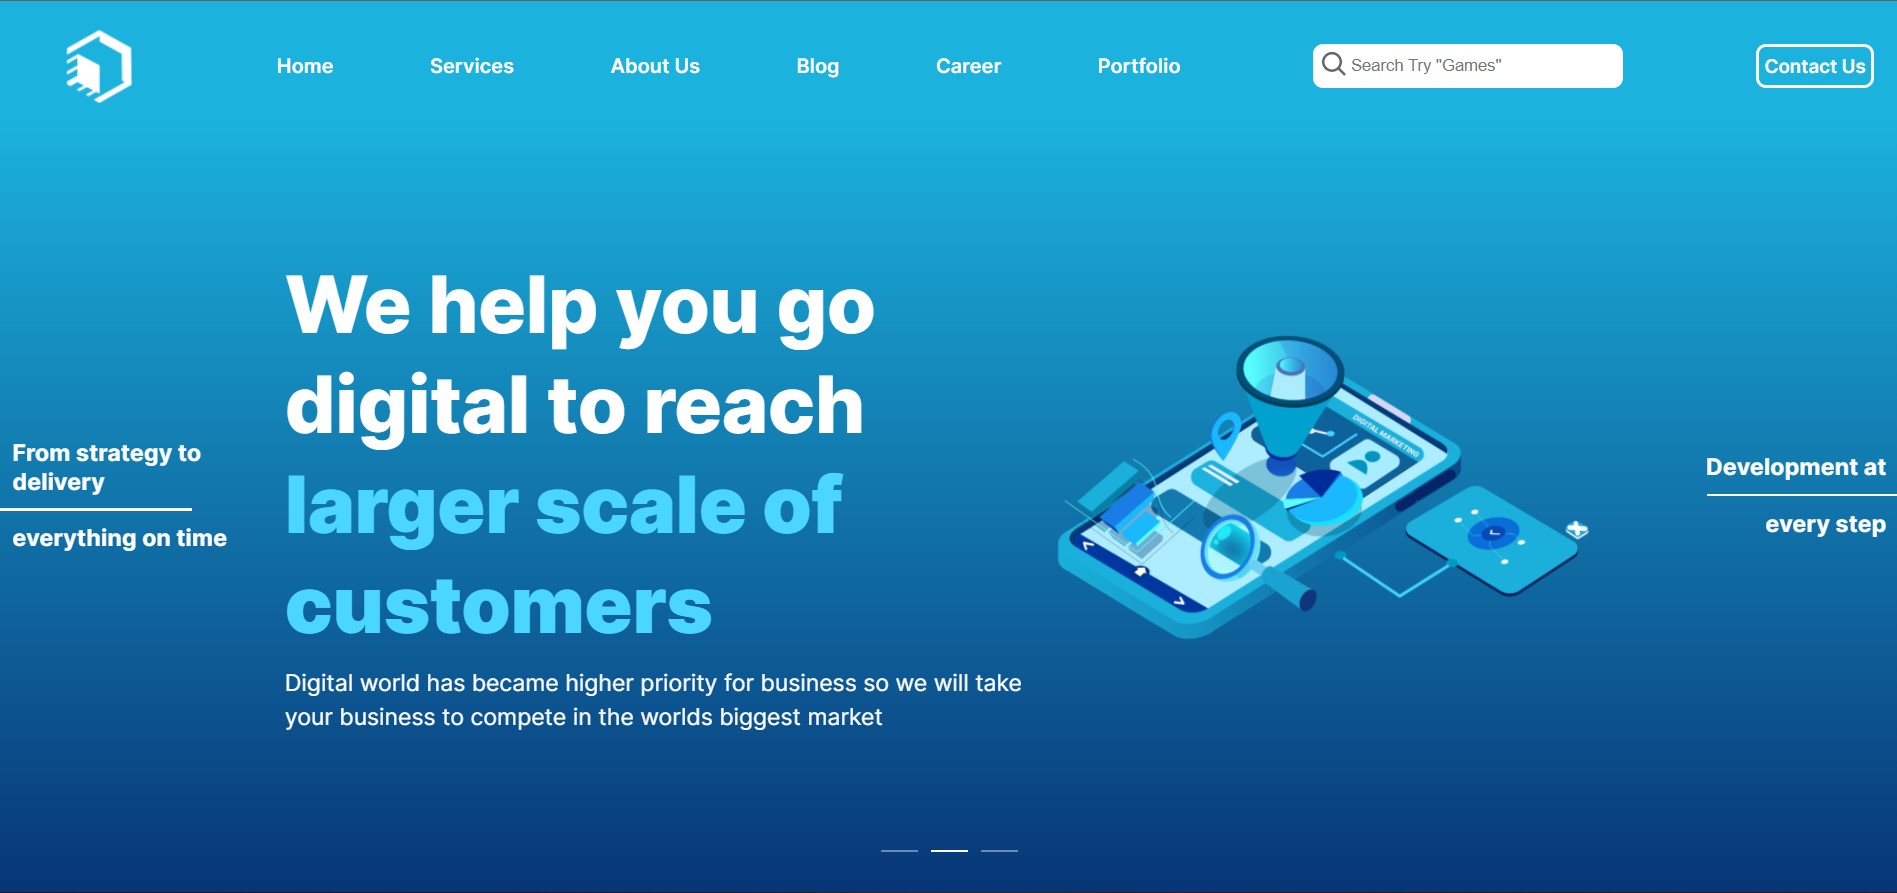 Home
Services
About Us
Blog
Career
Portfolio
Search Try "Games"
Contact Us
We help you go
digital to reach
larger scale of
customers
Digital world has became higher priority for business so we will take
your business to compete in the worlds biggest market
From strategy to
delivery
everything on time
DIGITAL MARKETING
Development at
every step